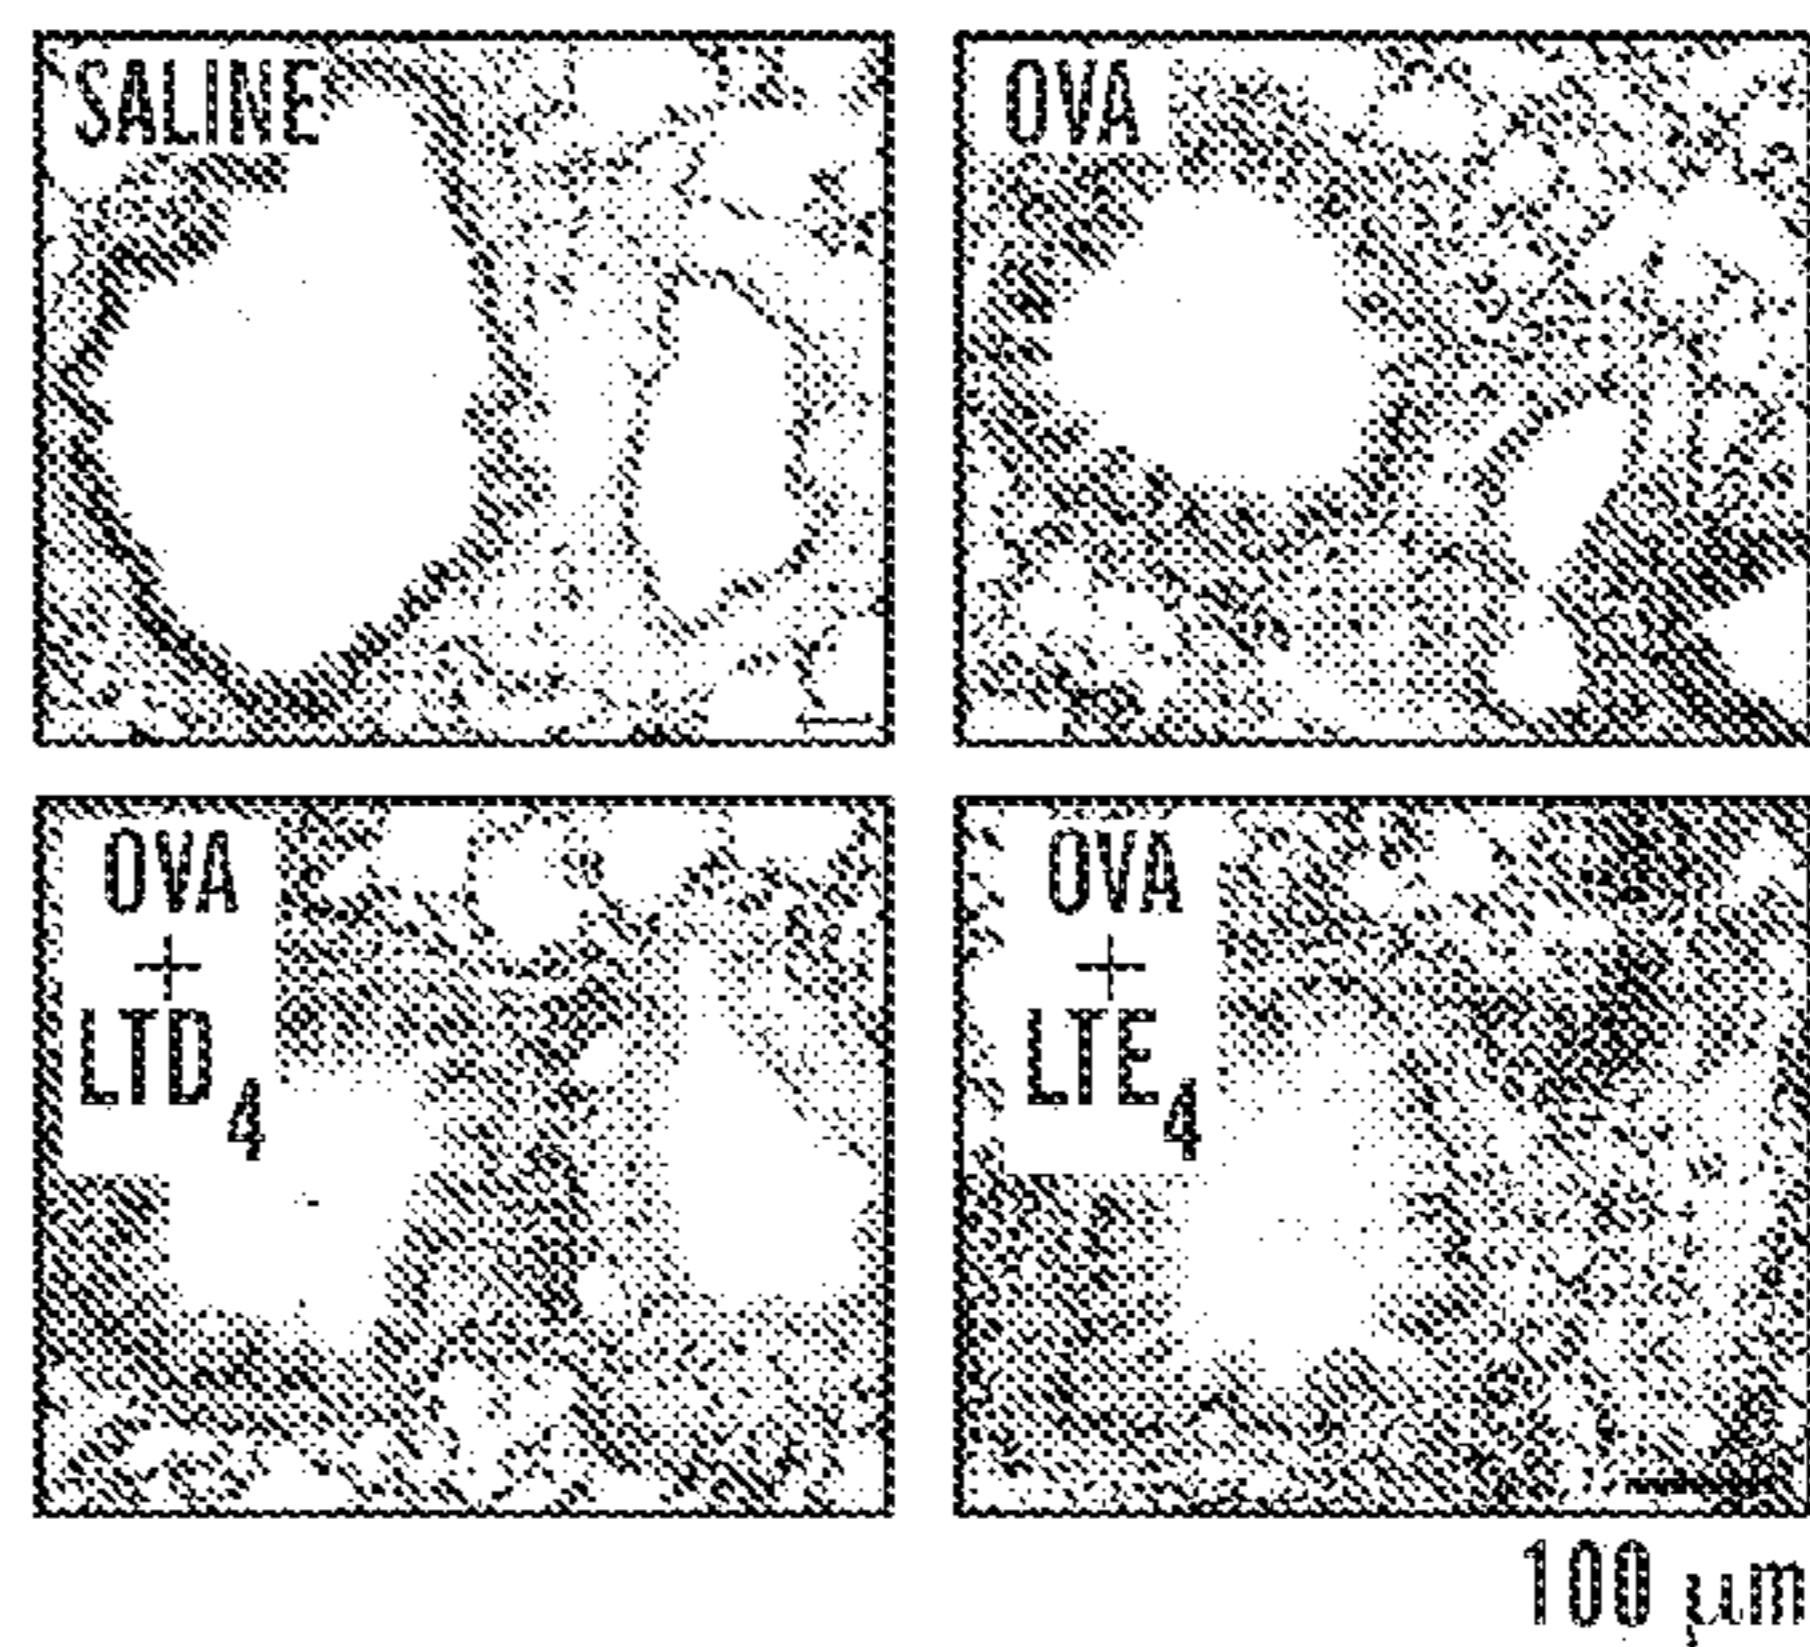 SALINE
OVA
OVA
+
LTD4
OVA
+
LTE4
100 μm